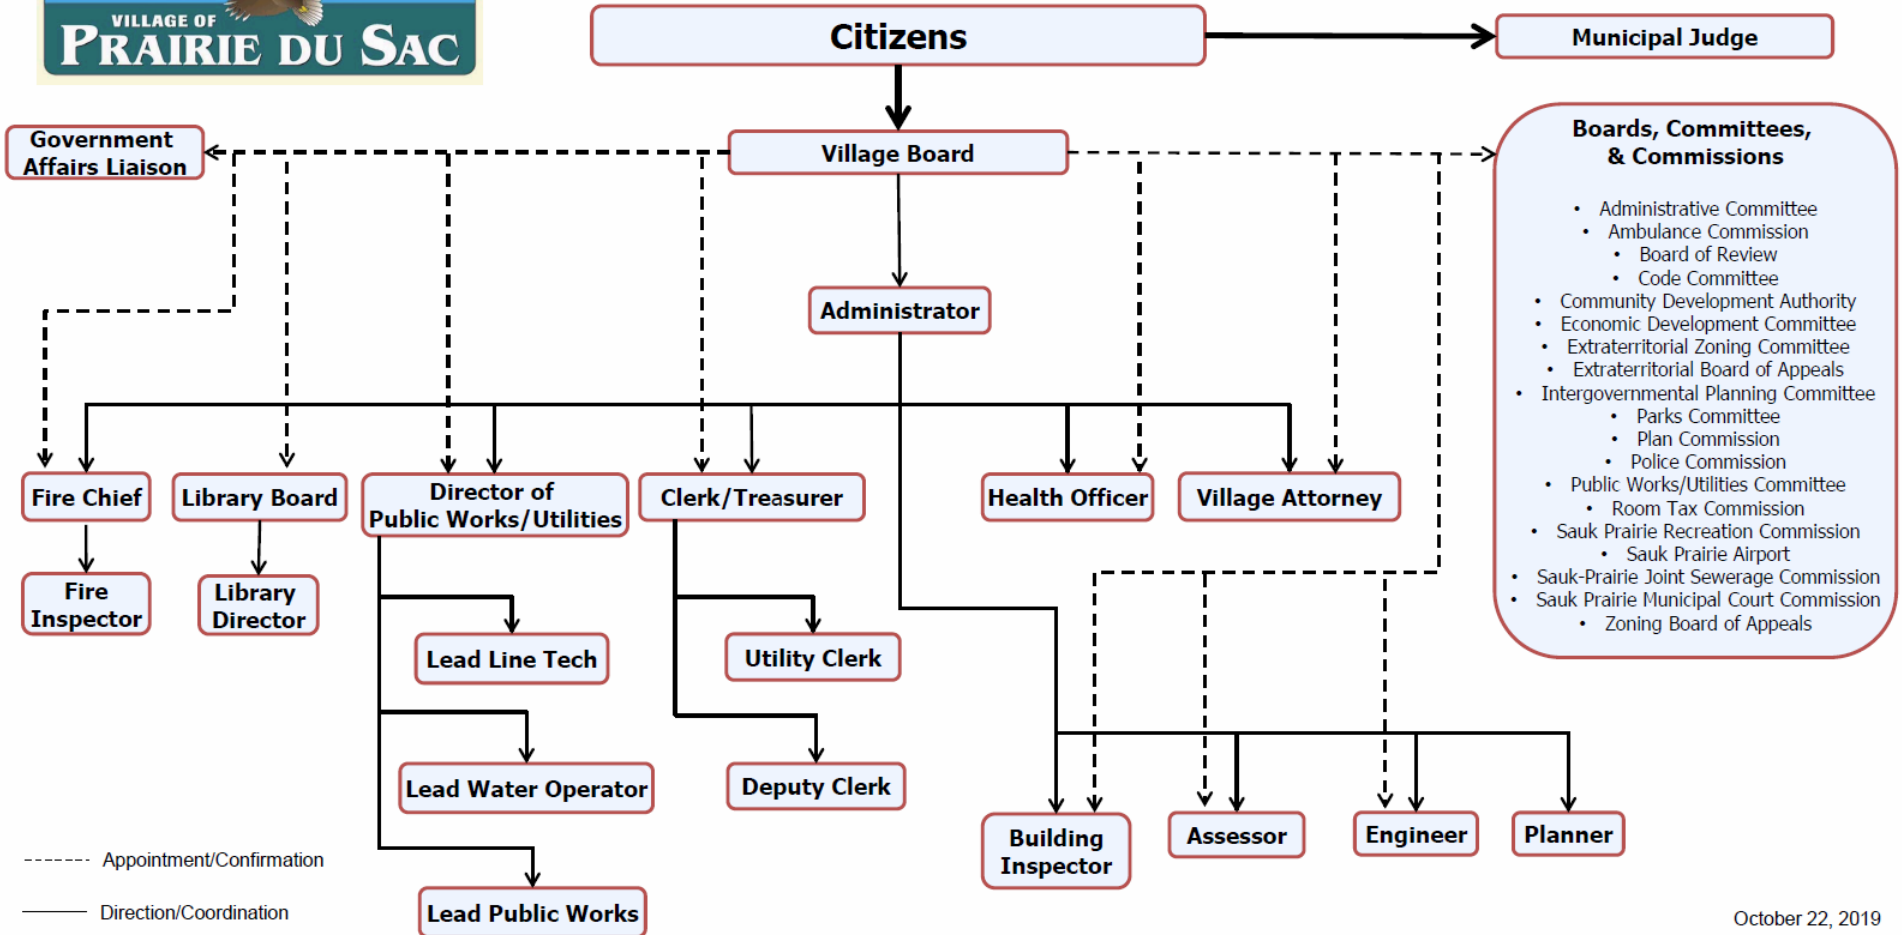 VILLAGE OF
PRAIRIE DU SAC
Citizens
Municipal Judge
Government
Affairs Liaison
Village Board
Boards, Committees,
& Commissions
• Administrative Committee
• Ambulance Commission
• Board of Review
• Code Committee
• Community Development Authority
• Economic Development Committee
• Extraterritorial Zoning Committee
• Extraterritorial Board of Appeals
• Intergovernmental Planning Committee
• Parks Committee
• Plan Commission
• Police Commission
• Public Works/Utilities Committee
• Room Tax Commission
• Sauk Prairie Recreation Commission
• Sauk Prairie Airport
• Sauk-Prairie Joint Sewerage Commission
• Sauk Prairie Municipal Court Commission
• Zoning Board of Appeals
Administrator
Fire Chief
Library Board
Director of
Public Works/Utilities
Clerk/Treasurer
Health Officer
Village Attorney
Fire
Inspector
Library
Director
Lead Line Tech
Utility Clerk
Lead Water Operator
Deputy Clerk
Building
Inspector
Assessor
Engineer
Planner
Lead Public Works
Appointment/Confirmation
Direction/Coordination
October 22, 2019